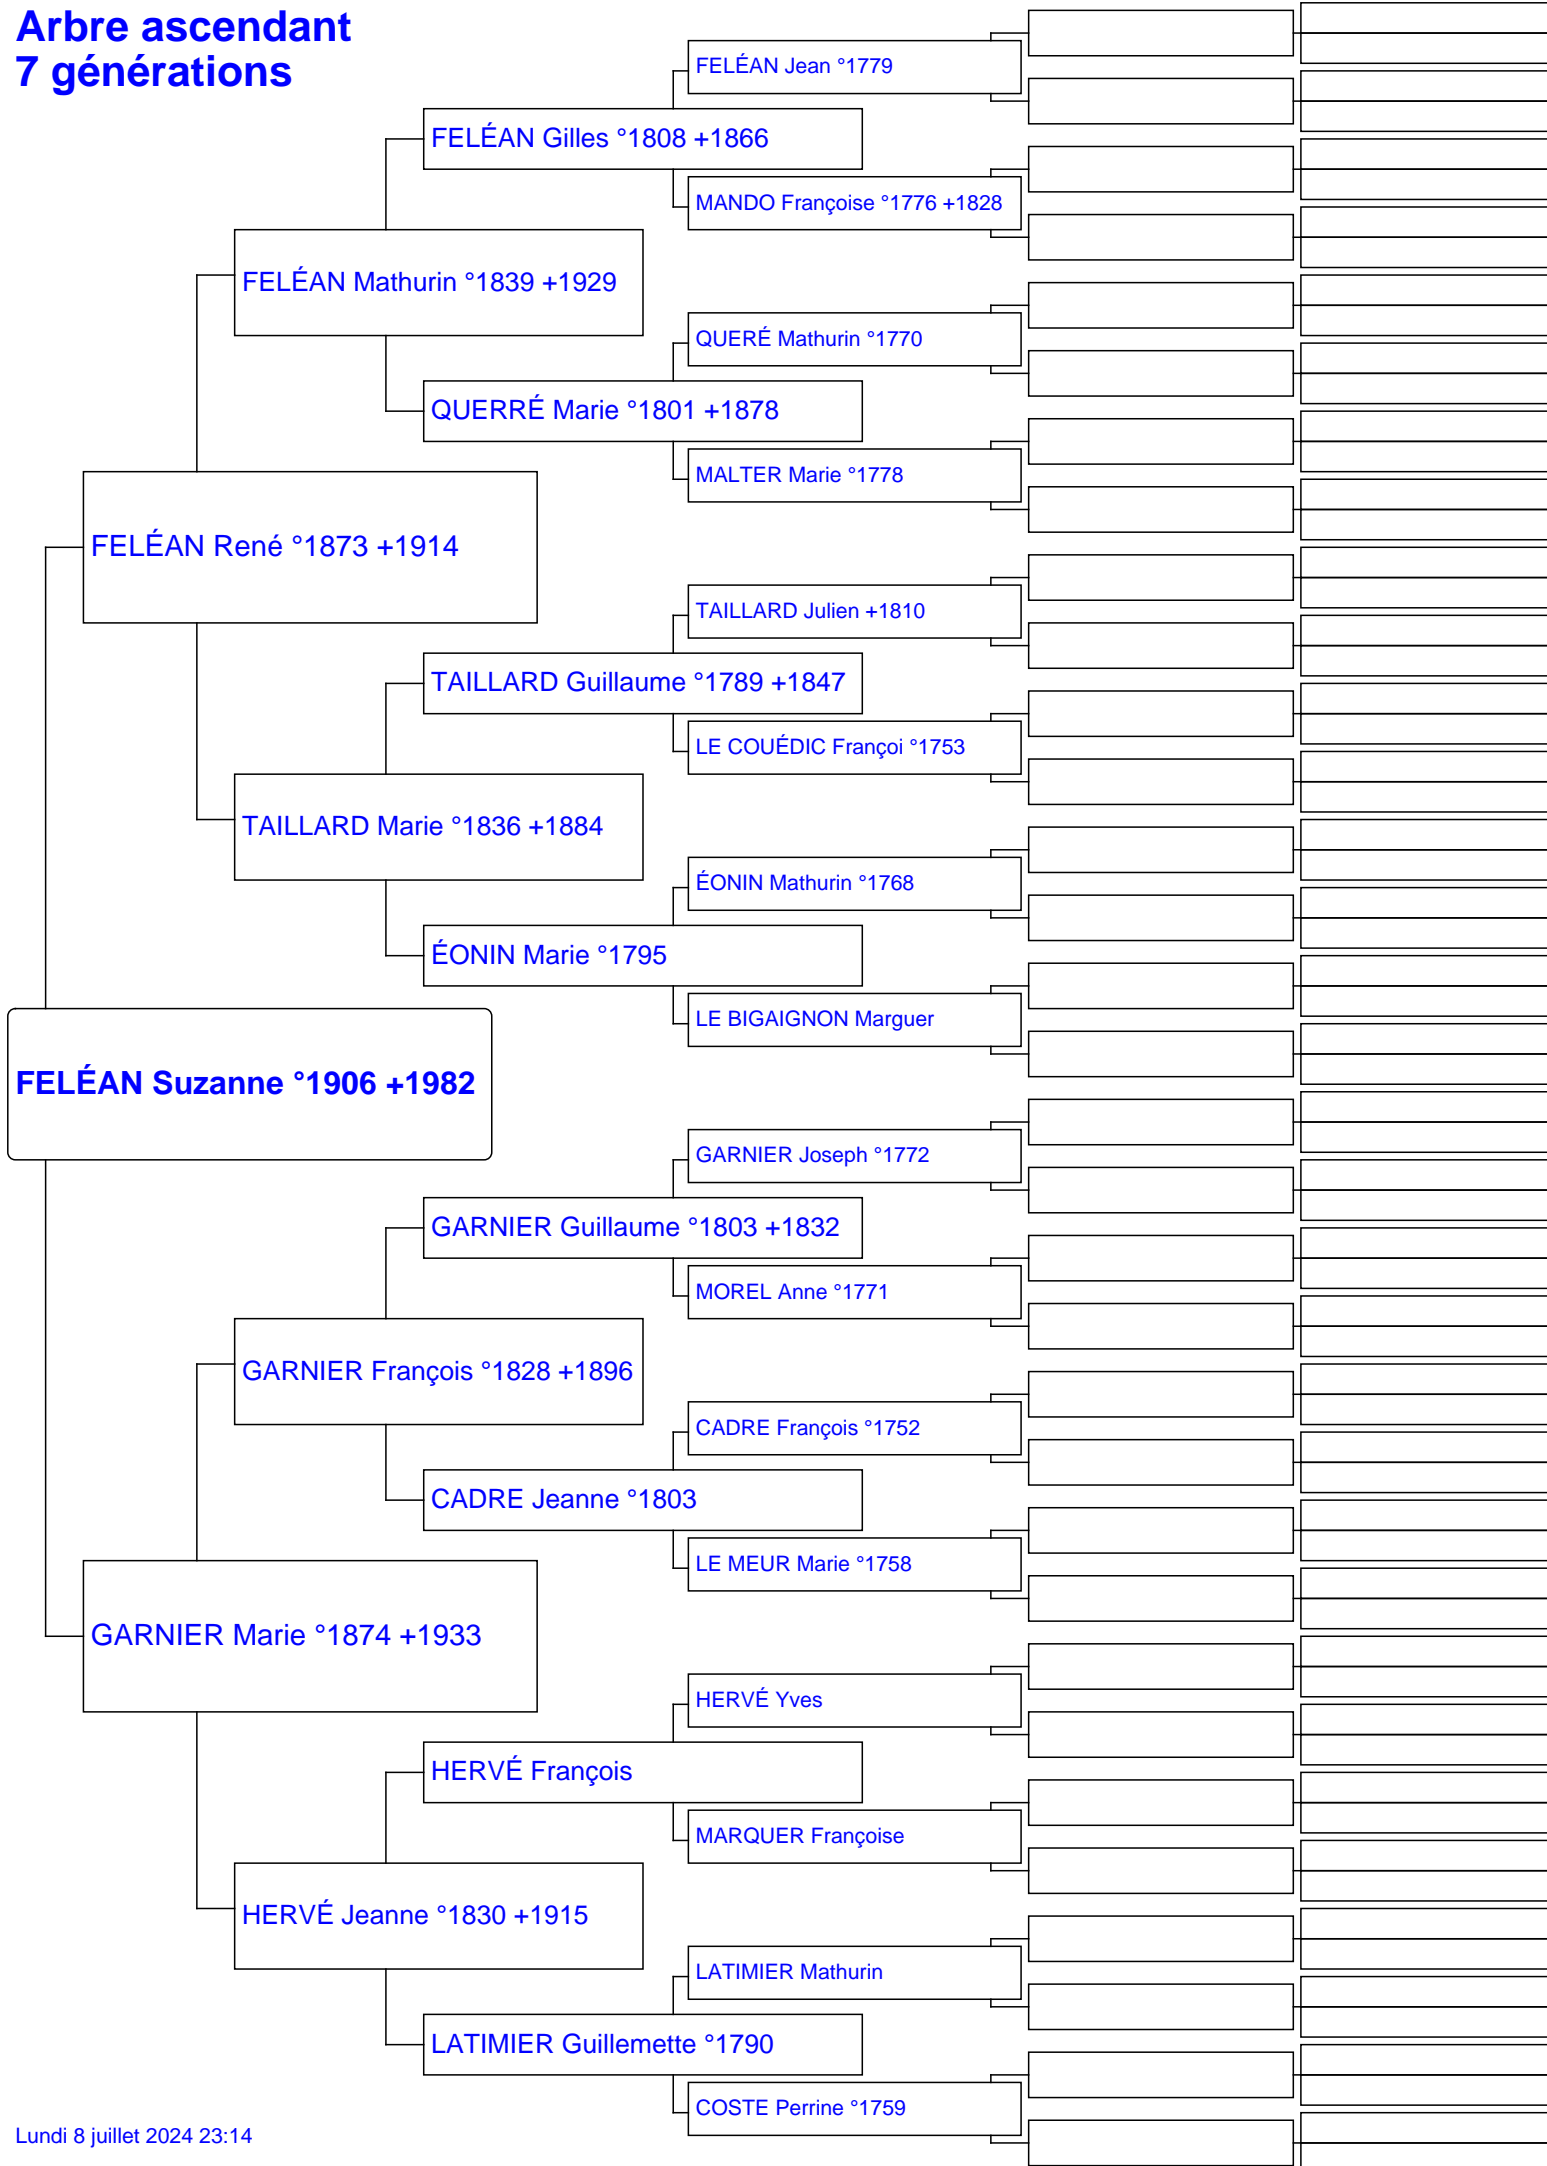 Arbre ascendant
7 générations
FELÉAN Jean °1779
FELÉAN Gilles °1808 +1866
MANDO Françoise °1776 +1828
FELÉAN Mathurin °1839 +1929
QUERÉ Mathurin °1770
QUERRÉ Marie °1801 +1878
MALTER Marie °1778
FELÉAN René °1873 +1914
TAILLARD Julien +1810
TAILLARD Guillaume °1789 +1847
LE COUÉDIC Françoi °1753
TAILLARD Marie °1836 +1884
ÉONIN Mathurin °1768
ÉONIN Marie °1795
LE BIGAIGNON Marguer
FELÉAN Suzanne °1906 +1982
GARNIER Joseph °1772
GARNIER Guillaume °1803 +1832
MOREL Anne °1771
GARNIER François °1828 +1896
CADRE François °1752
CADRE Jeanne °1803
LE MEUR Marie °1758
GARNIER Marie °1874 +1933
HERVÉ Yves
HERVÉ François
MARQUER Françoise
HERVÉ Jeanne °1830 +1915
LATIMIER Mathurin
LATIMIER Guillemette °1790
COSTE Perrine °1759
Lundi 8 juillet 2024 23:14